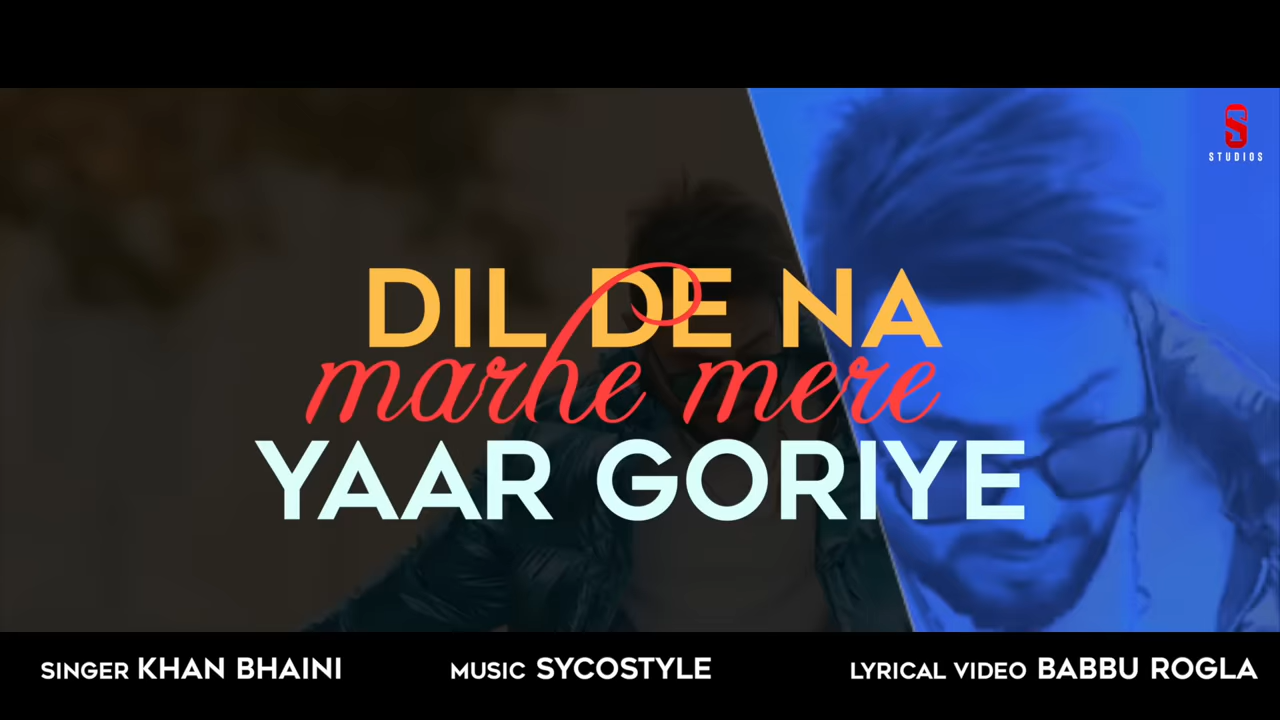 S
STUDIOS
DIL DE NA
marhe mere
YAAR GORIYE
SINGER KHAN BHAINI
MUSIC SYCOSTYLE
LYRICAL VIDEO BABBU ROGLA